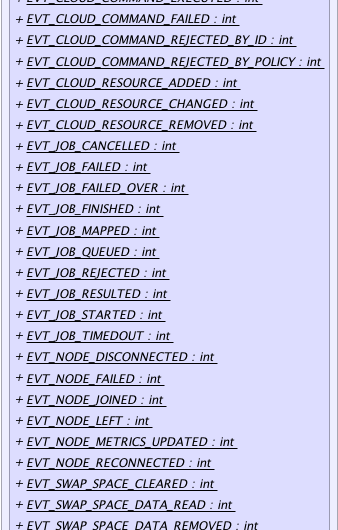 + EVT_CLOUD_COMMAND_EXECUTED : int
+ EVT_CLOUD_COMMAND_FAILED : int
+ EVT_CLOUD_COMMAND_REJECTED_BY_ID : int
+ EVT_CLOUD_COMMAND_REJECTED_BY_POLICY : int
+ EVT_CLOUD_RESOURCE_ADDED : int
+ EVT_CLOUD_RESOURCE_CHANGED : int
+ EVT_CLOUD_RESOURCE_REMOVED : int
+ EVT_JOB_CANCELLED : int
+ EVT_JOB_FAILED : int
+ EVT_JOB_FAILED_OVER : int
+ EVT_JOB_FINISHED : int
+ EVT_JOB_MAPPED : int
+ EVT_JOB_QUEUED : int
+ EVT_JOB_REJECTED : int
+ EVT_JOB_RESULTED : int
+ EVT_JOB_STARTED : int
+ EVT_JOB_TIMEDOUT : int
+ EVT_NODE_DISCONNECTED : int
+ EVT_NODE_FAILED : int
+ EVT_NODE_JOINED : int
+ EVT_NODE_LEFT : int
+ EVT_NODE_METRICS_UPDATED : int
+ EVT_NODE_RECONNECTED : int
+ EVT_SWAP_SPACE_CLEARED : int
+ EVT_SWAP_SPACE_DATA_READ : int
+ EVT_SWAP_SPACE_DATA_REMOVED : int